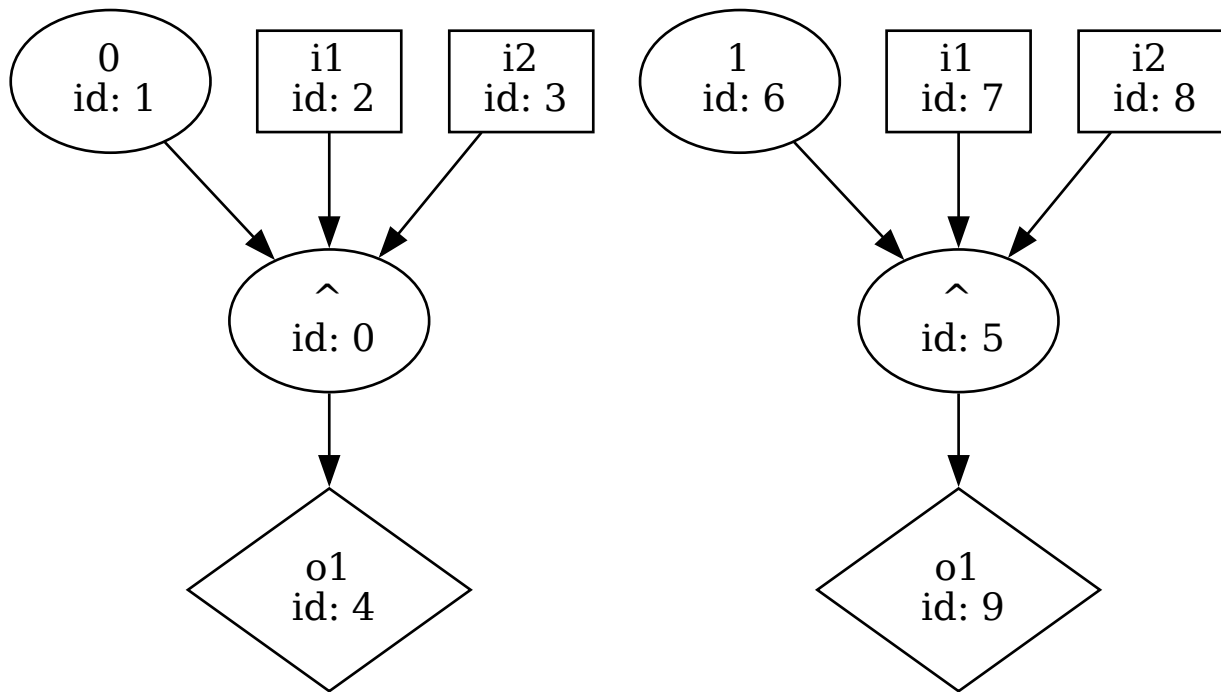 0
id: 1
i1
id: 2
i2
id: 3
1
id: 6
i1
id: 7
i2
id: 8
^
id: 0
^
id: 5
o1
id: 4
o1
id: 9